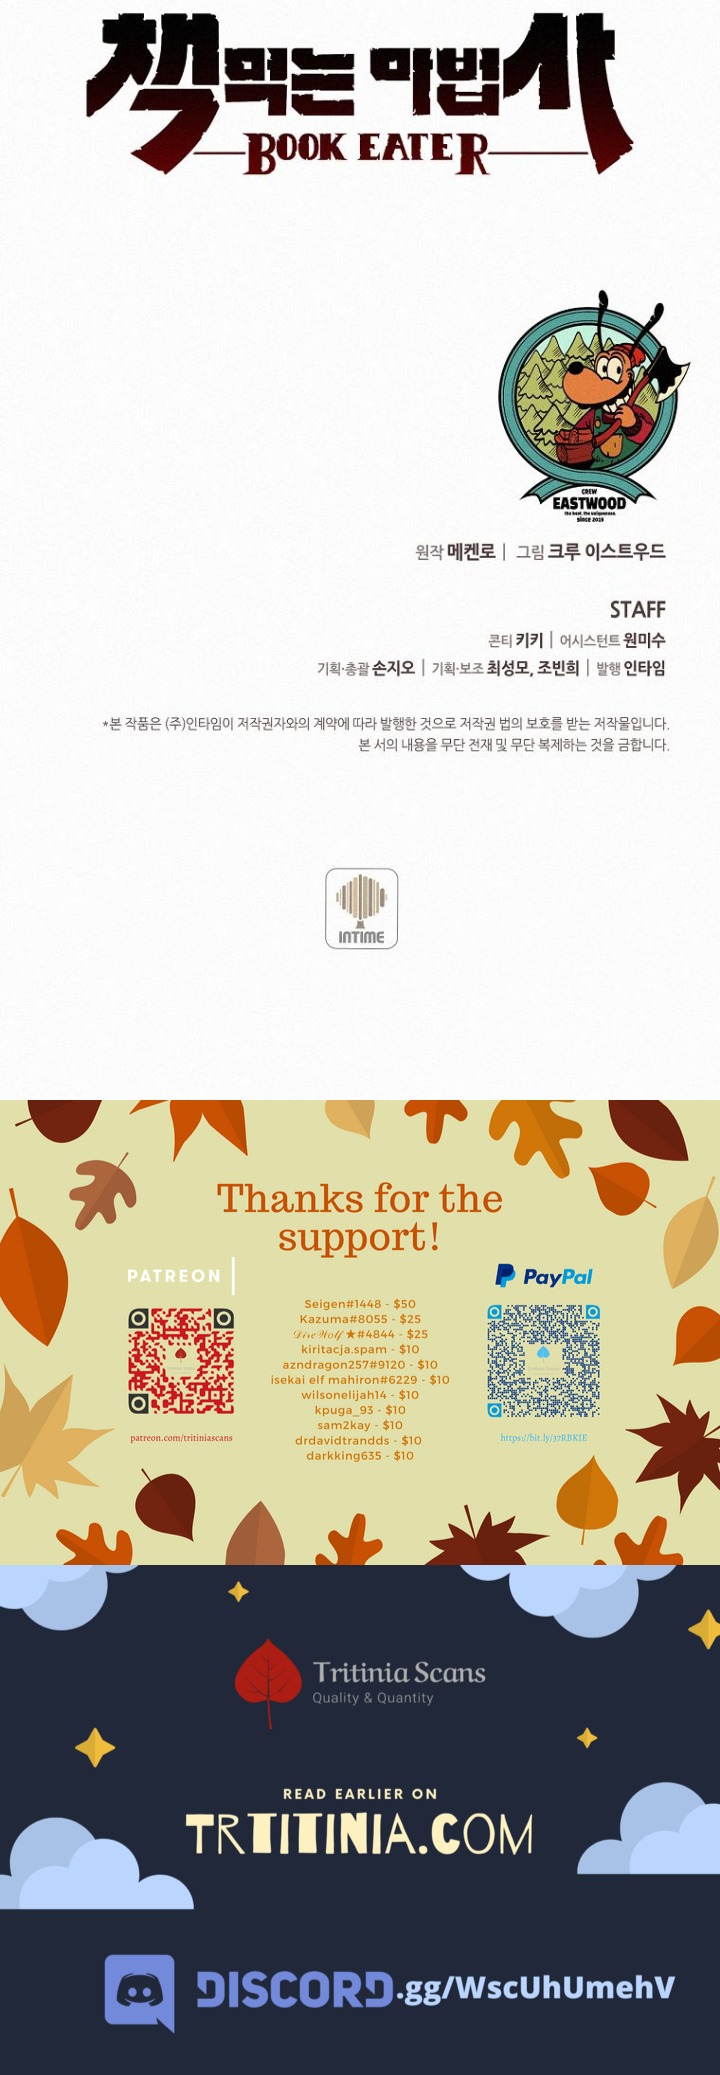 책먹는 마법사
BOOK EATER
CREW
EASTWOOD
the best, the uniqueness
since 2019
원작 메켄로 | 그림 크루 이스트우드
STAFF
콘티 키키 | 어시스턴트 원미수
기획·총괄 손지오 | 기획·보조 최성모, 조빈희 | 발행 인타임
*본 작품은 (주)인타임이 저작권자와의 계약에 따라 발행한 것으로 저작권 법의 보호를 받는 저작물입니다.
본 서의 내용을 무단 전재 및 무단 복제하는 것을 금합니다.
INTIME
Thanks for the
support!
PATREON
PayPal
Seigen#1448 - $50
Kazuma#8055 - $25
𝒟𝒾𝓇𝑒 𝒲𝑜𝓁𝒻 ★#4844 - $25
kiritacja.spam - $10
azndragon257#9120 - $10
isekai elf mahiron#6229 - $10
wilsonelijah14 - $10
kpuga_93 - $10
sam2kay - $10
drdavidtrandds - $10
darkking635 - $10
patreon.com/tritiniascans
https://bit.ly/37RBKIE
Tritinia Scans
Quality & Quantity
READ EARLIER ON
TRTITINIA.COM
DISCORD.gg/WscUhUmehV